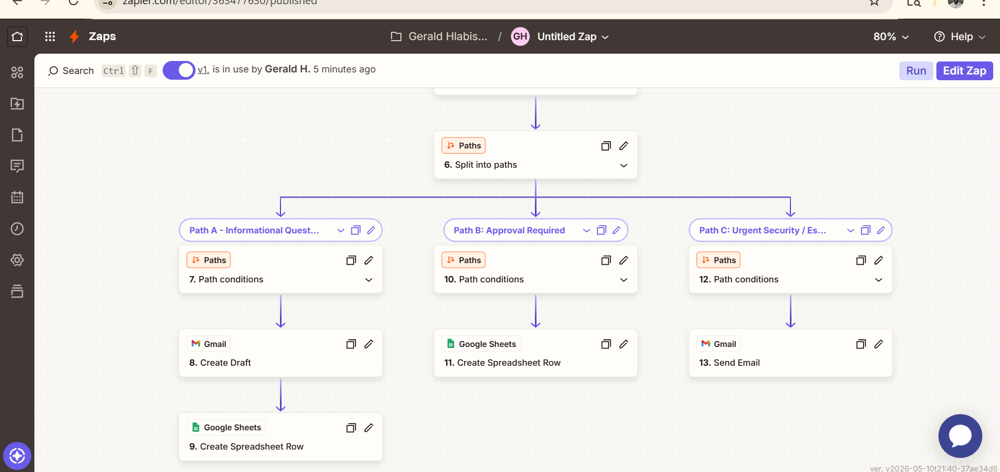 zapier.com/editor/363477630/published
Zaps
Gerald Hlabis... / GH Untitled Zap
80%
Help
Search Ctrl ⇧ F
v1. is in use by Gerald H. 5 minutes ago
Run
Edit Zap
Paths
6. Split into paths
Path A - Informational Quest...
Path B: Approval Required
Path C: Urgent Security / Es...
Paths
7. Path conditions
Paths
10. Path conditions
Paths
12. Path conditions
Gmail
8. Create Draft
Google Sheets
11. Create Spreadsheet Row
Gmail
13. Send Email
Google Sheets
9. Create Spreadsheet Row
ver. v2026-05-10t21:40-37ae34d9